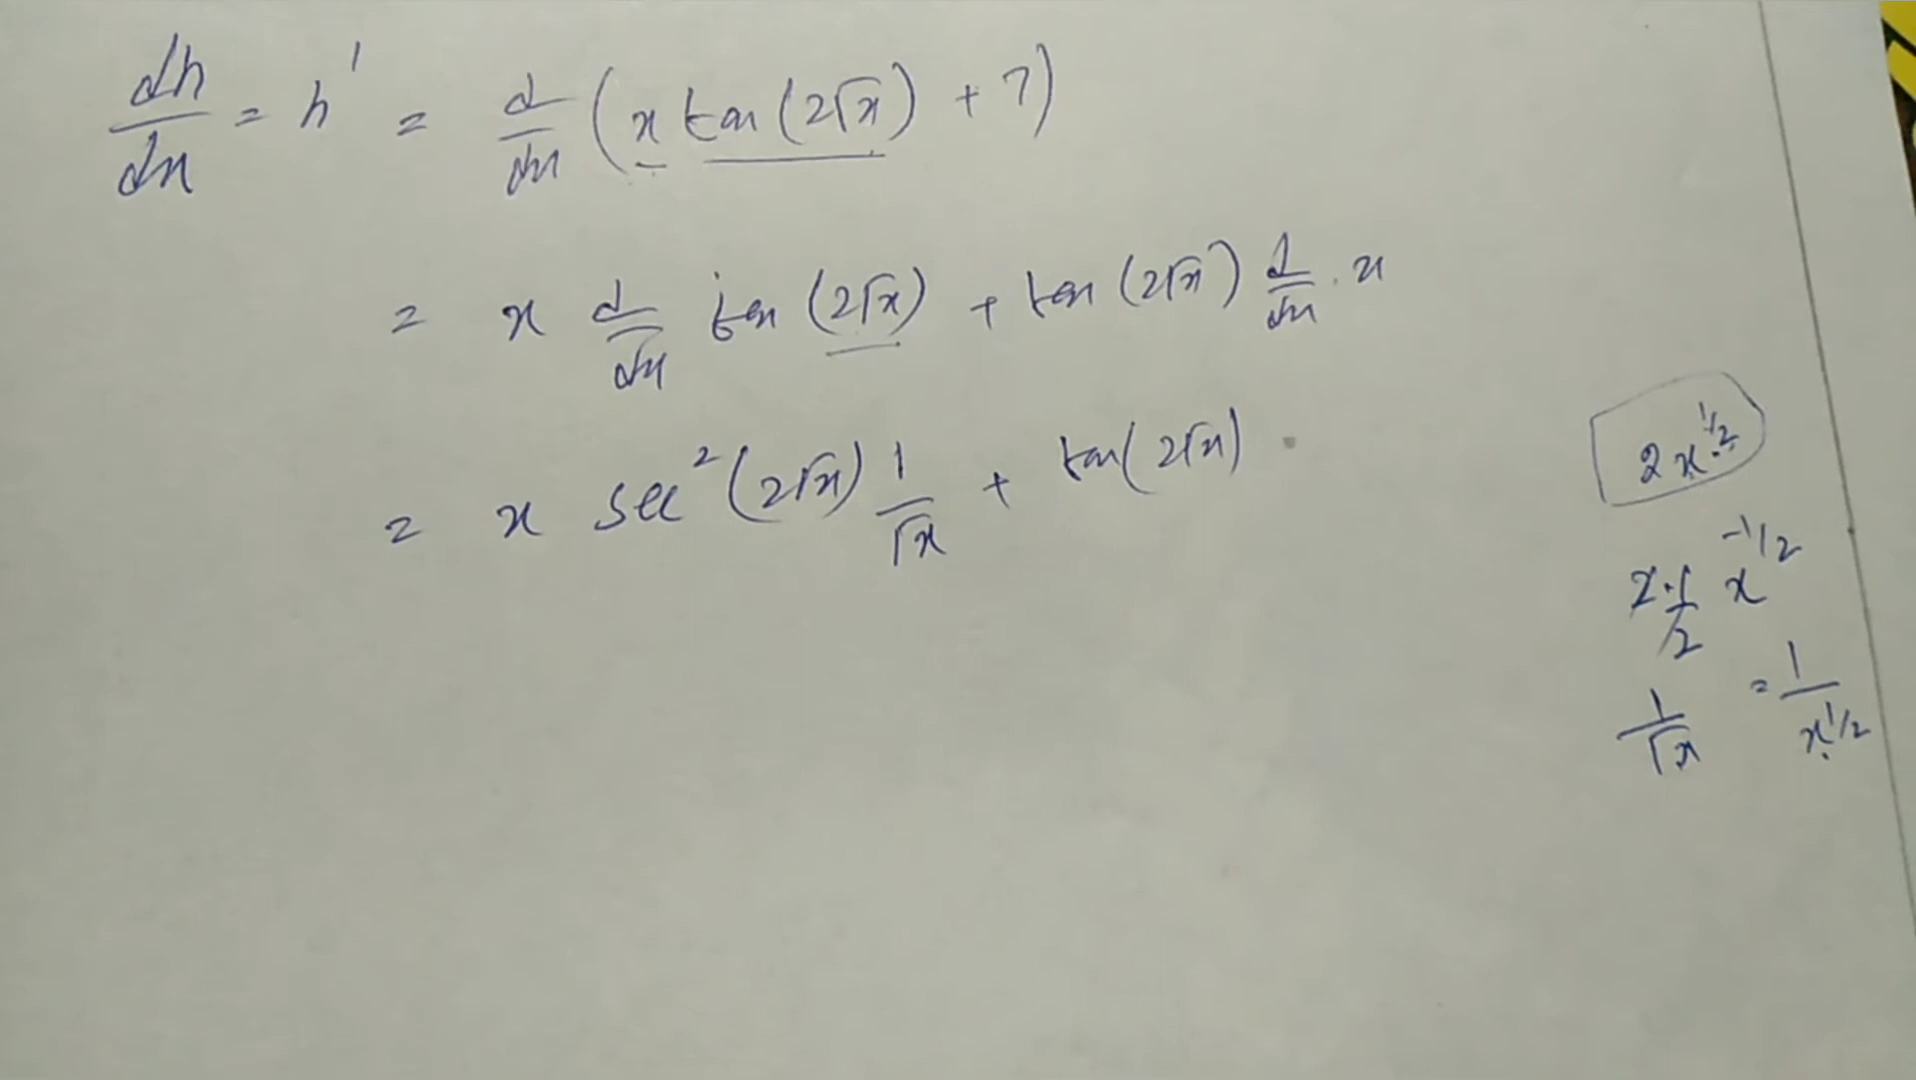 dh/dx = h' = d/dx (x tan (2√x) + 7)
= x d/dx tan (2√x) + tan (2√x) d/dx . x
= x sec²(2√x) 1/√x + tan(2√x)
2x^1/2
2·1/2 x^-1/2
1/√x = 1/x^1/2